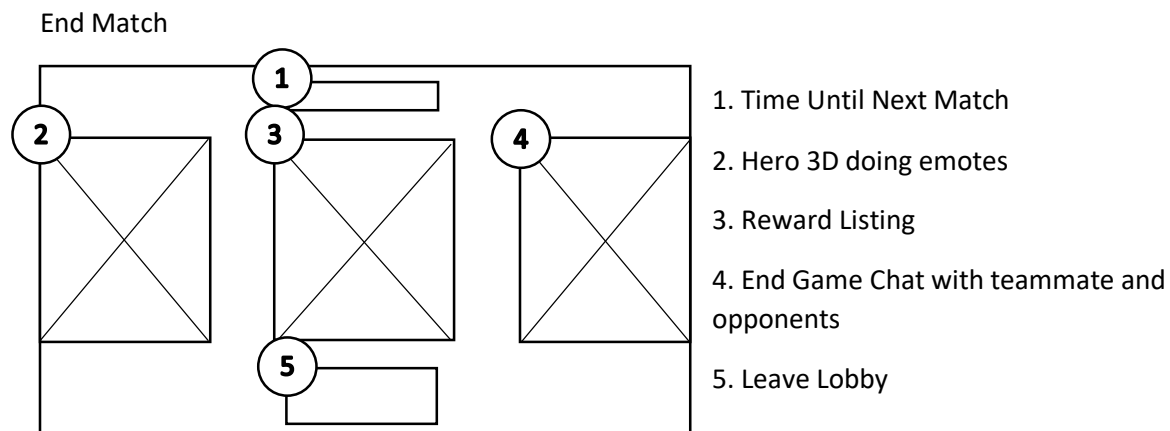 End Match
1
2
3
4
5
1. Time Until Next Match
2. Hero 3D doing emotes
3. Reward Listing
4. End Game Chat with teammate and
opponents
5. Leave Lobby